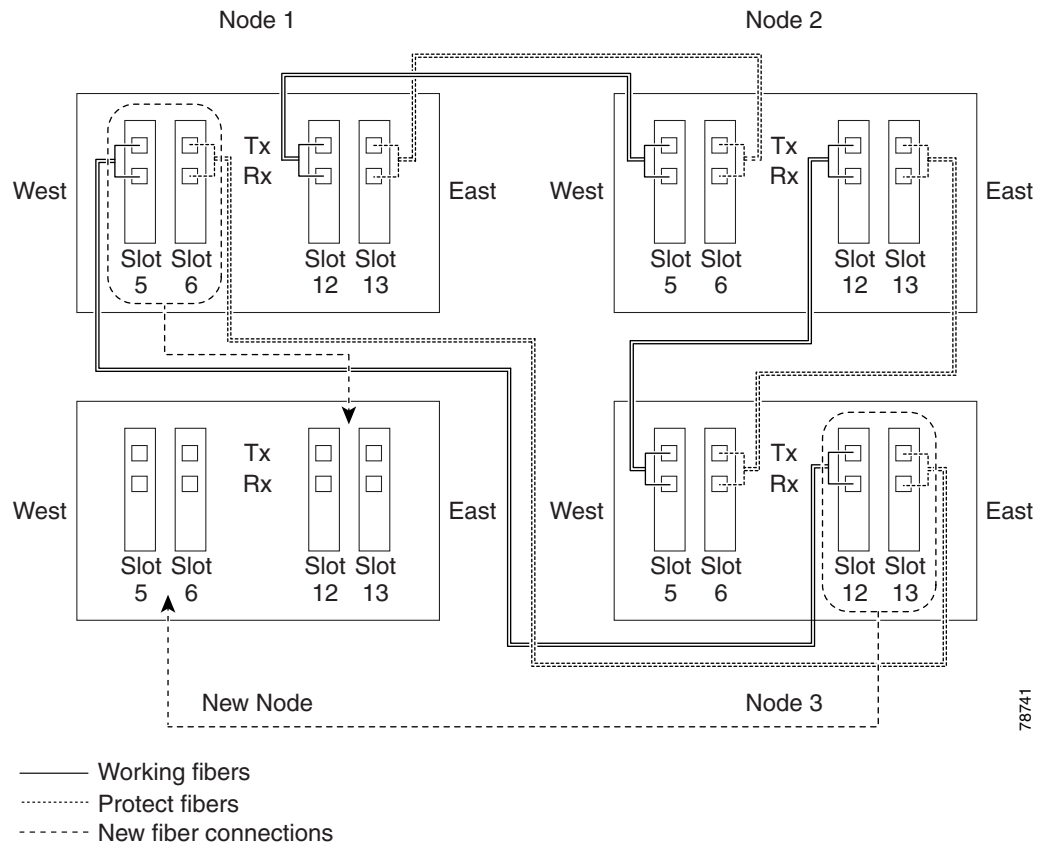 Node 1
Node 2
Tx
Rx
West
East
Slot Slot
5 6
Slot Slot
12 13
Tx
Rx
West
East
Slot Slot
5 6
Slot Slot
12 13
Tx
Rx
West
East
Slot Slot
5 6
Slot Slot
12 13
New Node
Tx
Rx
West
East
Slot Slot
5 6
Slot Slot
12 13
Node 3
78741
Working fibers
Protect fibers
New fiber connections